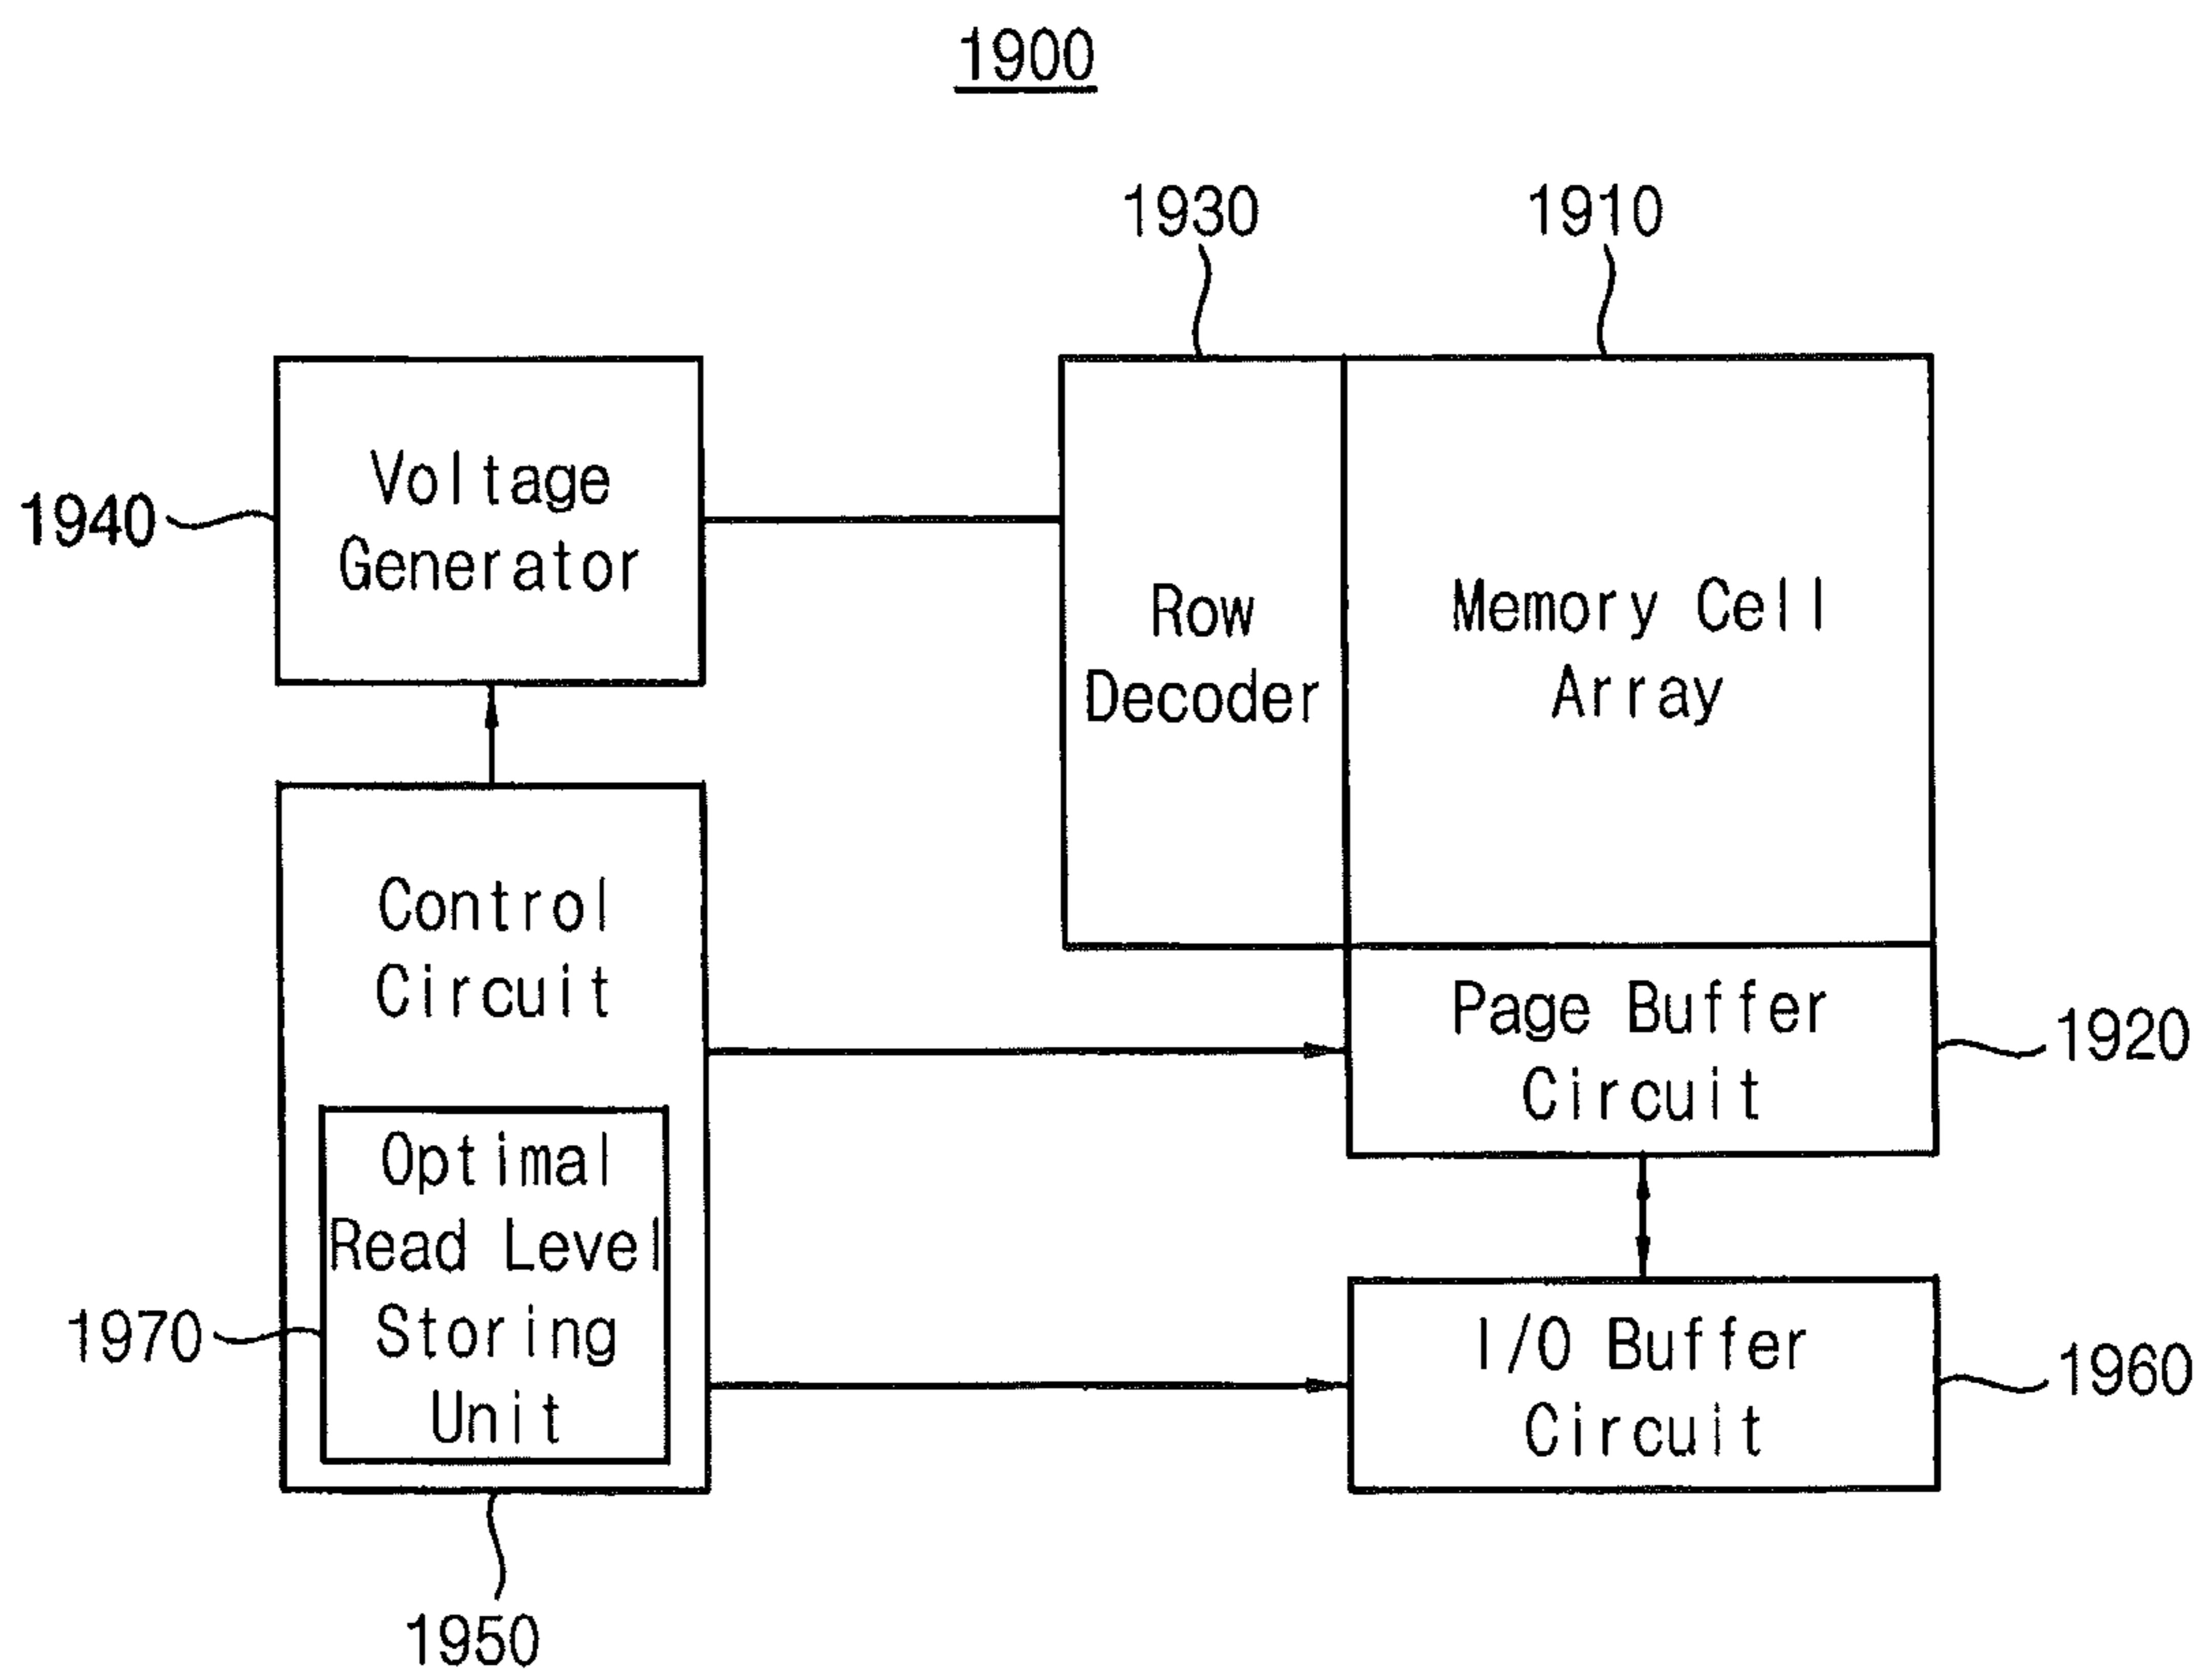 1900
1930
1910
1940
Voltage
Generator
Row
Decoder
Memory Cell
Array
Control
Circuit
Page Buffer
Circuit
1920
Optimal
Read Level
Storing
Unit
1970
I/O Buffer
Circuit
1960
1950